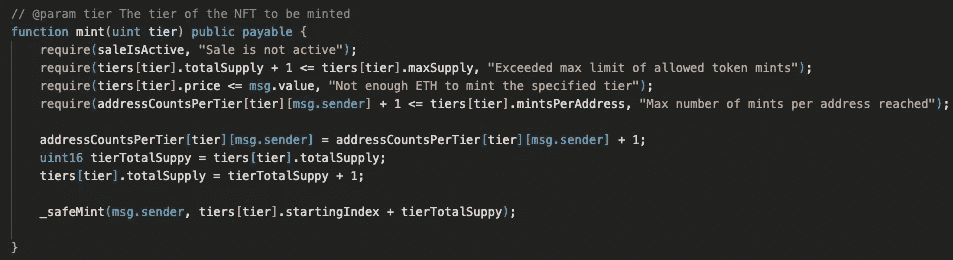 // @param tier The tier of the NFT to be minted
function mint(uint tier) public payable {
require(saleIsActive, "Sale is not active");
require(tiers[tier].totalSupply + 1 <= tiers[tier].maxSupply, "Exceeded max limit of allowed token mints");
require(tiers[tier].price <= msg.value, "Not enough ETH to mint the specified tier");
require(addressCountsPerTier[tier][msg.sender] + 1 <= tiers[tier].mintsPerAddress, "Max number of mints per address reached");
addressCountsPerTier[tier][msg.sender] = addressCountsPerTier[tier][msg.sender] + 1;
uint16 tierTotalSuppy = tiers[tier].totalSupply;
tiers[tier].totalSupply = tierTotalSuppy + 1;
_safeMint(msg.sender, tiers[tier].startingIndex + tierTotalSuppy);
}